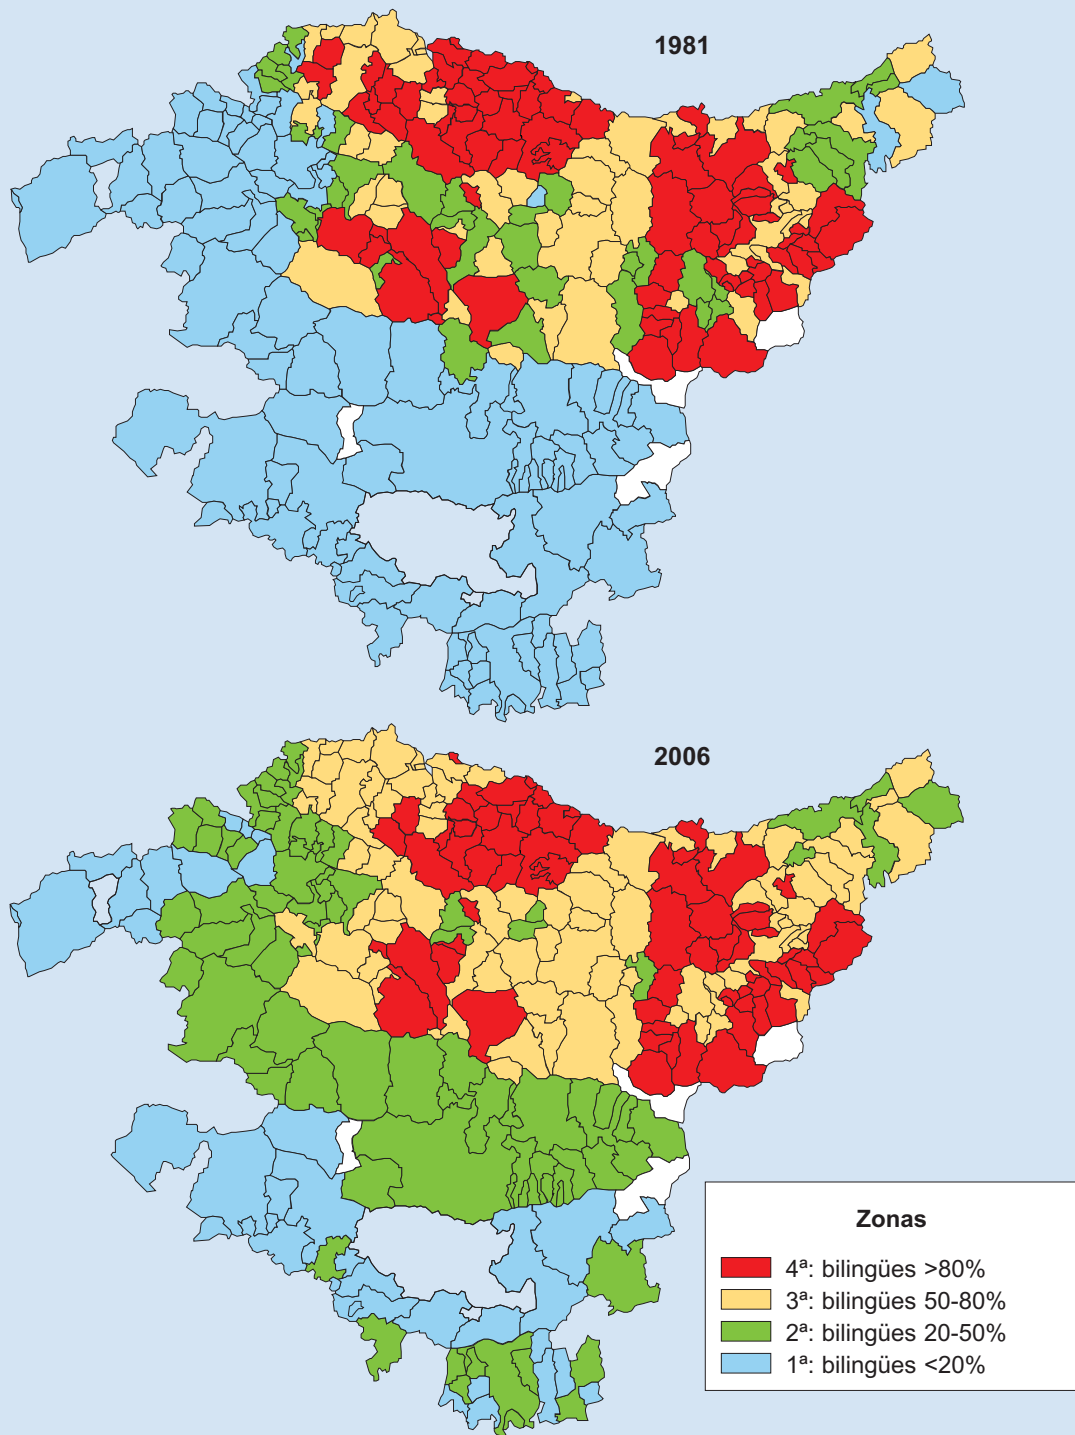 1981
2006
Zonas
4ª: bilingües >80%
3ª: bilingües 50-80%
2ª: bilingües 20-50%
1ª: bilingües <20%